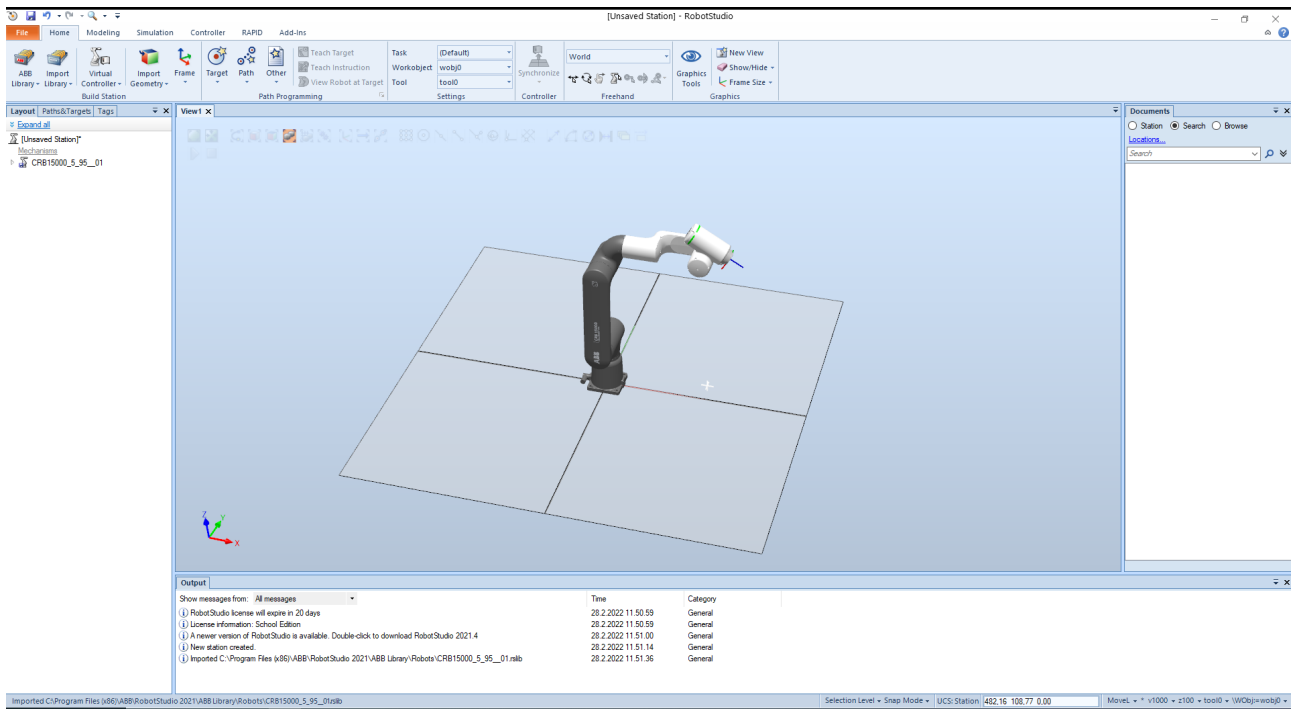 [Unsaved Station] - RobotStudio
File Home Modeling Simulation Controller RAPID Add-Ins
ABB Library Import Library Virtual Controller Import Geometry Frame Target Path Other
Teach Target
Teach Instruction
View Robot at Target
Task (Default)
Workobject wobj0
Tool tool0
Synchronize
World
Graphics Tools
New View
Show/Hide
Frame Size
Build Station Path Programming Settings Controller Freehand Graphics
Layout Paths&Targets Tags
Expand all
[Unsaved Station]*
Mechanisms
CRB15000_5_95__01
View1 X
ABB
Z
Y
X
Documents
Station Search Browse
Locations...
Search
Output
Show messages from: All messages Time Category
RobotStudio license will expire in 20 days 28.2.2022 11.50.59 General
License information: School Edition 28.2.2022 11.50.59 General
A newer version of RobotStudio is available. Double-click to download RobotStudio 2021.4 28.2.2022 11.51.00 General
New station created. 28.2.2022 11.51.14 General
Imported C:\Program Files (x86)\ABB\RobotStudio 2021\ABB Library\Robots\CRB15000_5_95__01.rslib 28.2.2022 11.51.36 General
Imported C:\Program Files (x86)\ABB\RobotStudio 2021\ABB Library\Robots\CRB15000_5_95__01.rslib Selection Level Snap Mode UCS: Station 482,16 108,77 0,00 MoveL * v1000 z100 tool0 \WObj:=wobj0